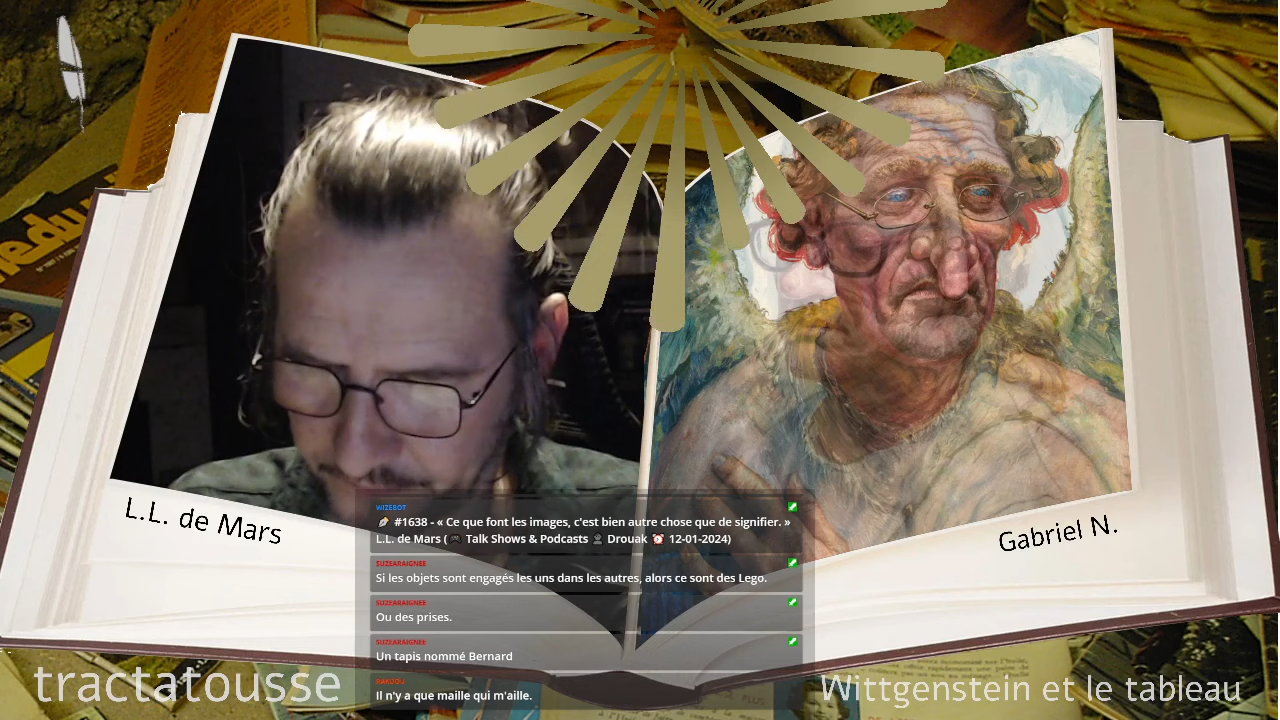 L.L. de Mars
Gabriel N.
WIZEBOT
#1638 - « Ce que font les images, c'est bien autre chose que de signifier. »
L.L. de Mars ( Talk Shows & Podcasts Drouak 12-01-2024)
SUZEARAIGNEE
Si les objets sont engagés les uns dans les autres, alors ce sont des Lego.
SUZEARAIGNEE
Ou des prises.
SUZEARAIGNEE
Un tapis nommé Bernard
Il n'y a que maille qui m'aille.
tractatousse
Wittgenstein et le tableau